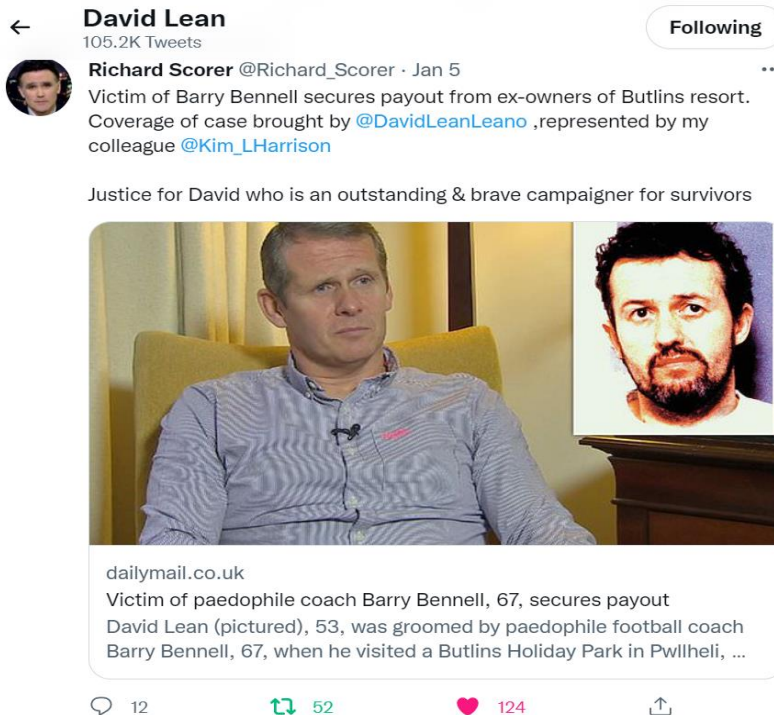 David Lean
105.2K Tweets
Following
Richard Scorer @Richard_Scorer · Jan 5
Victim of Barry Bennell secures payout from ex-owners of Butlins resort.
Coverage of case brought by @DavidLeanLeano ,represented by my
colleague @Kim_LHarrison
Justice for David who is an outstanding & brave campaigner for survivors
dailymail.co.uk
Victim of paedophile coach Barry Bennell, 67, secures payout
David Lean (pictured), 53, was groomed by paedophile football coach
Barry Bennell, 67, when he visited a Butlins Holiday Park in Pwllheli, ...
12 52 124